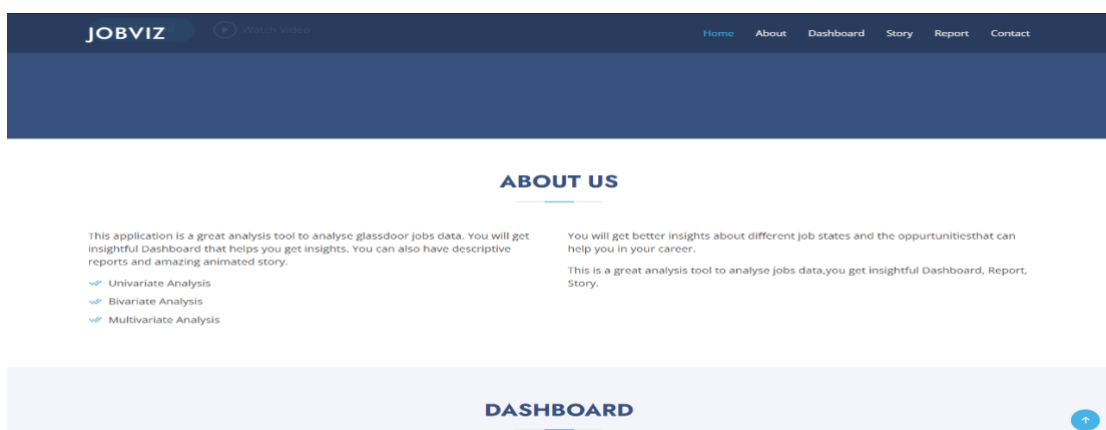 JOBVIZ
Watch Video
Home About Dashboard Story Report Contact
ABOUT US
This application is a great analysis tool to analyse glassdoor jobs data. You will get
insightful Dashboard that helps you get insights. You can also have descriptive
reports and amazing animated story.
Univariate Analysis
Bivariate Analysis
Multivariate Analysis
You will get better insights about different job states and the oppurtunitiesthat can
help you in your career.
This is a great analysis tool to analyse jobs data,you get insightful Dashboard, Report,
Story.
DASHBOARD